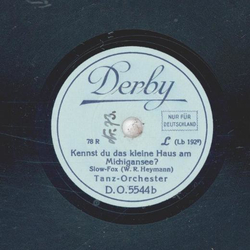 Derby
NUR FÜR
DEUTSCHLAND
78 R
L (Lb 192)
Kennst du das kleine Haus am
Michigansee?
Slow-Fox (W. R. Heymann)
Tanz-Orchester
D.O.5544b